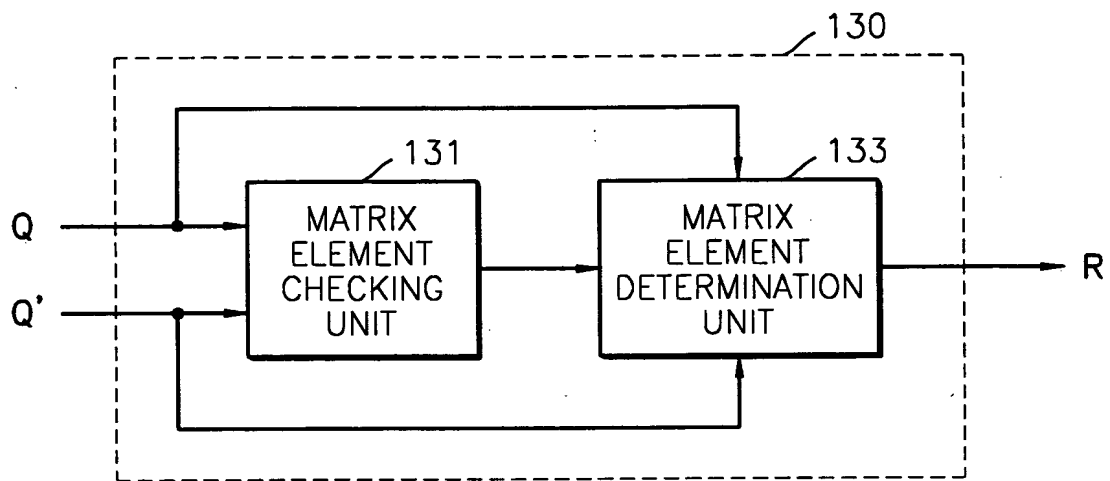 130
131
133
Q
Q'
MATRIX
ELEMENT
CHECKING
UNIT
MATRIX
ELEMENT
DETERMINATION
UNIT
R